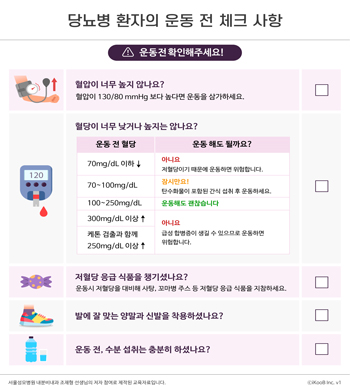 당뇨병 환자의 운동 전 체크 사항
운동 전 확인해주세요!
혈압이 너무 높지 않나요?
혈압이 130/80 mmHg 보다 높다면 운동을 삼가하세요.
혈당이 너무 낮거나 높지는 않나요?
운동 전 혈당
운동 해도 될까요?
70mg/dL 이하 ↓
아니요
저혈당이기 때문에 운동하면 위험합니다.
120
70~100mg/dL
잠시만요!
탄수화물이 포함된 간식 섭취 후 운동하세요.
100~250mg/dL
운동해도 괜찮습니다
300mg/dL 이상 ↑
아니요
급성 합병증이 생길 수 있으므로 운동하면
위험합니다.
케톤 검출과 함께
250mg/dL 이상 ↑
저혈당 응급 식품을 챙기셨나요?
운동시 저혈당을 대비해 사탕, 꼬마병 주스 등 저혈당 응급 식품을 지참하세요.
발에 잘 맞는 양말과 신발을 착용하셨나요?
운동 전, 수분 섭취는 충분히 하셨나요?
서울성모병원 내분비내과 조재형 선생님의 저자 참여로 제작된 교육자료입니다.
ⓒiKooB Inc. v1